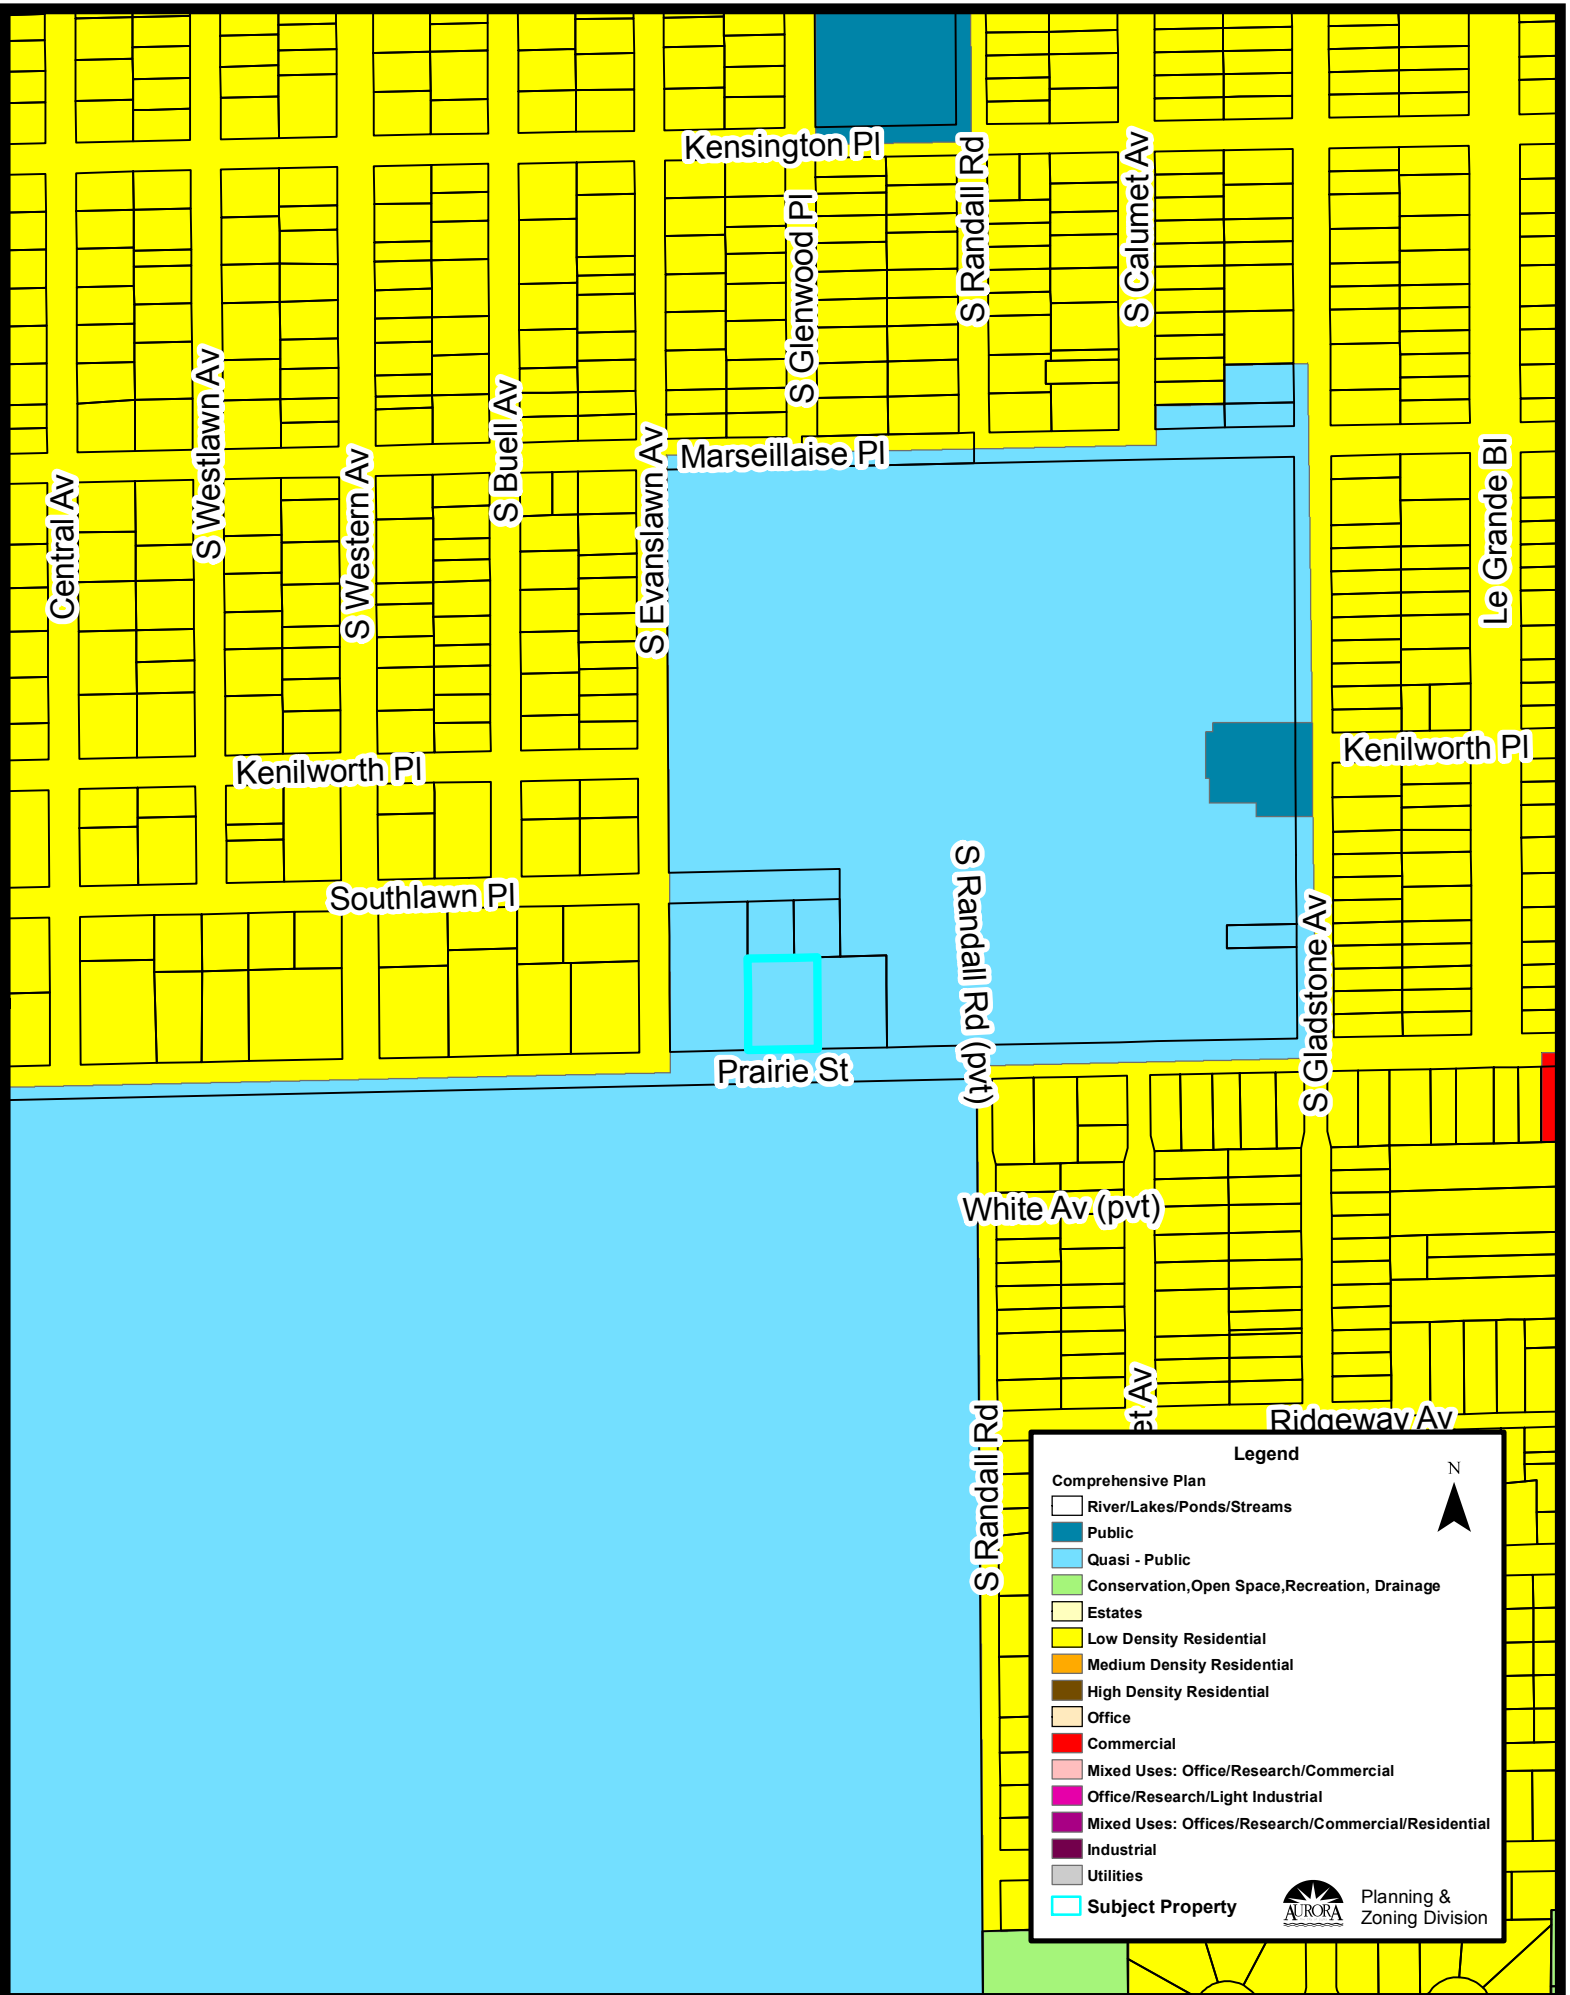 Kensington Pl
S Randall Rd
S Calumet Av
S Glenwood Pl
S Westlawn Av
S Buell Av
S Evanslawn Av
Marseillaise Pl
Le Grande Bl
Central Av
S Western Av
Kenilworth Pl
Kenilworth Pl
S Randall Rd (pvt)
Southlawn Pl
S Gladstone Av
Prairie St
White Av (pvt)
et Av
S Randall Rd
Ridgeway Av
Legend
Comprehensive Plan
N
River/Lakes/Ponds/Streams
Public
Quasi - Public
Conservation,Open Space,Recreation, Drainage
Estates
Low Density Residential
Medium Density Residential
High Density Residential
Office
Commercial
Mixed Uses: Office/Research/Commercial
Office/Research/Light Industrial
Mixed Uses: Offices/Research/Commercial/Residential
Industrial
Utilities
Subject Property
AURORA
Planning &
Zoning Division